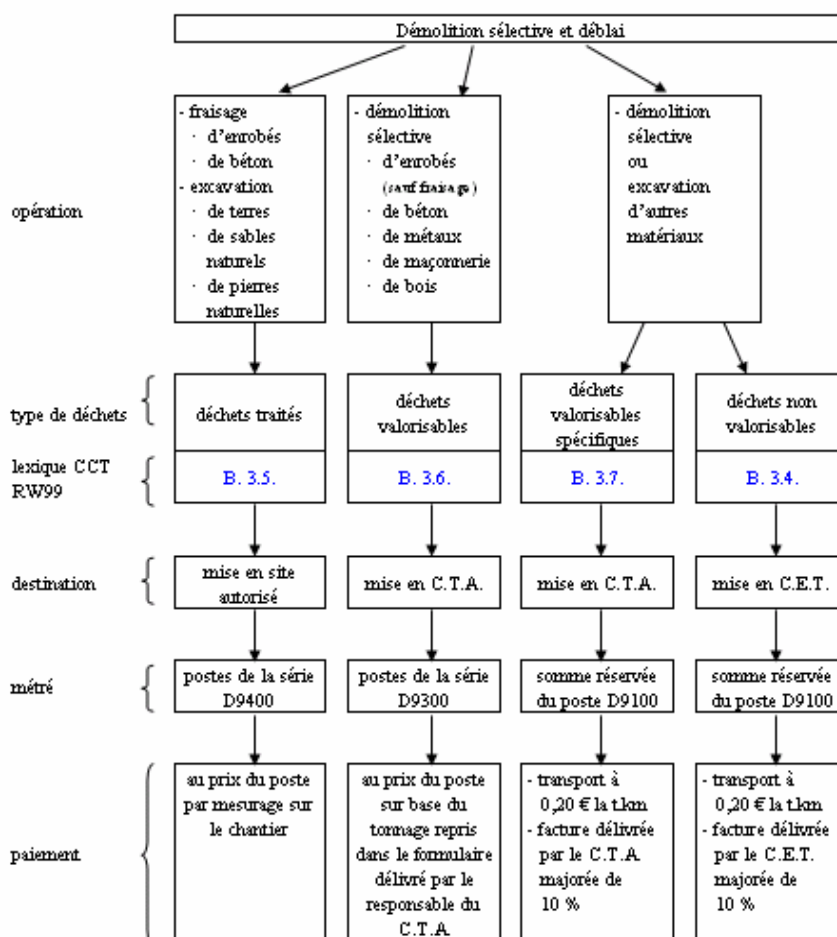 Démolition sélective et déblai
opération
- fraisage
· d'enrobés
· de béton
- excavation
· de terres
· de sables
naturels
· de pierres
naturelles
- démolition
sélective
· d'enrobés
(sauf fraisage)
· de béton
· de métaux
· de maçonnerie
· de bois
- démolition
sélective
ou
excavation
d'autres
matériaux
type de déchets
déchets traités
déchets
valorisables
déchets
valorisables
spécifiques
déchets non
valorisables
lexique CCT
RW99
B. 3.5.
B. 3.6.
B. 3.7.
B. 3.4.
destination
mise en site
autorisé
mise en C.T.A.
mise en C.T.A.
mise en C.E.T.
métré
postes de la série
D9400
postes de la série
D9300
somme réservée
du poste D9100
somme réservée
du poste D9100
paiement
au prix du poste
par mesurage sur
le chantier
au prix du poste
sur base du
tonnage repris
dans le formulaire
délivré par le
responsable du
C.T.A.
- transport à
0,20 € la t.km
- facture délivrée
par le C.T.A.
majorée de
10 %
- transport à
0,20 € la t.km
- facture délivrée
par le C.E.T.
majorée de
10 %